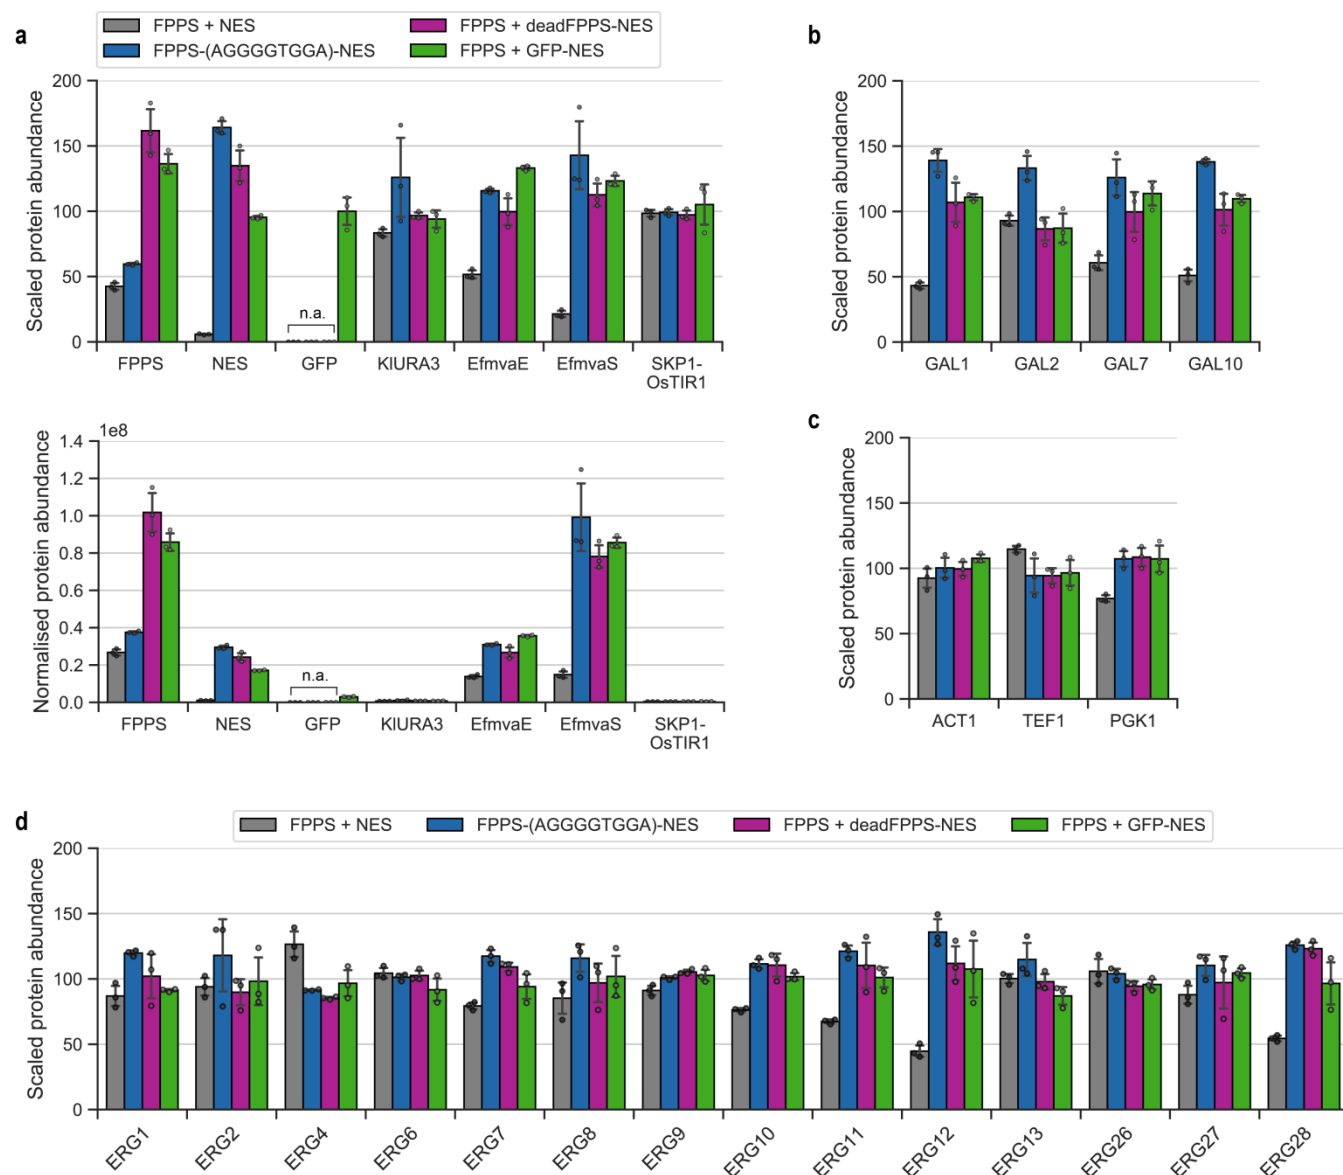 a
FPPS + NES
FPPS + deadFPPS-NES
FPPS-(AGGGGTGGA)-NES
FPPS + GFP-NES
Scaled protein abundance
200
150
100
50
0
n.a.
FPPS NES GFP KlURA3 EfmvaE EfmvaS SKP1-
OsTIR1
b
Scaled protein abundance
200
150
100
50
0
GAL1 GAL2 GAL7 GAL10
1e8
Normalised protein abundance
1.4
1.2
1.0
0.8
0.6
0.4
0.2
0.0
n.a.
FPPS NES GFP KlURA3 EfmvaE EfmvaS SKP1-
OsTIR1
c
Scaled protein abundance
200
150
100
50
0
ACT1 TEF1 PGK1
d
FPPS + NES FPPS-(AGGGGTGGA)-NES FPPS + deadFPPS-NES FPPS + GFP-NES
Scaled protein abundance
200
150
100
50
0
ERG1 ERG2 ERG4 ERG6 ERG7 ERG8 ERG9 ERG10 ERG11 ERG12 ERG13 ERG26 ERG27 ERG28